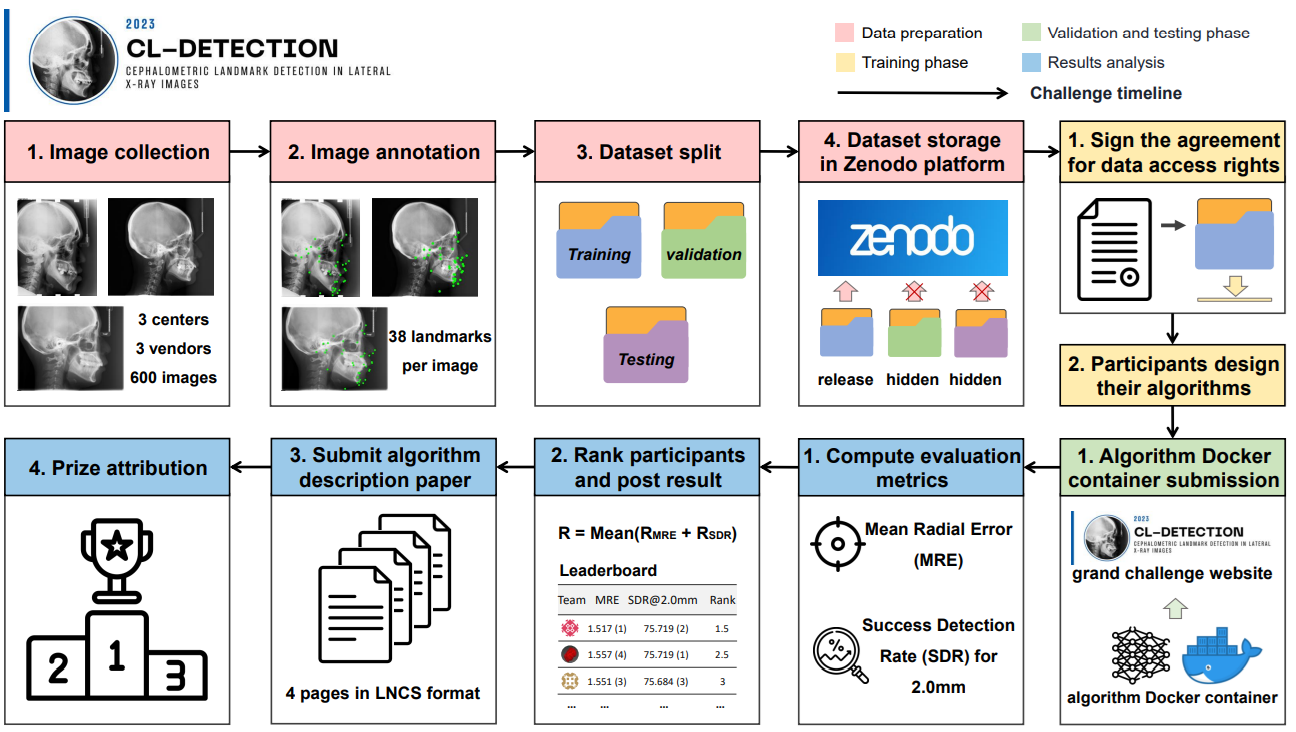 2023
CL-DETECTION
CEPHALOMETRIC LANDMARK DETECTION IN LATERAL
X-RAY IMAGES
Data preparation
Validation and testing phase
Training phase
Results analysis
Challenge timeline
1. Image collection
3 centers
3 vendors
600 images
2. Image annotation
38 landmarks
per image
3. Dataset split
Training
validation
Testing
4. Dataset storage
in Zenodo platform
zenodo
release
hidden
hidden
1. Sign the agreement
for data access rights
2. Participants design
their algorithms
1. Algorithm Docker
container submission
2023
CL-DETECTION
CEPHALOMETRIC LANDMARK DETECTION IN LATERAL
X-RAY IMAGES
grand challenge website
algorithm Docker container
1. Compute evaluation
metrics
Mean Radial Error
(MRE)
Success Detection
Rate (SDR) for
2.0mm
2. Rank participants
and post result
R = Mean(RMRE + RSDR)
Leaderboard
Team MRE SDR@2.0mm Rank
1.517 (1) 75.719 (2) 1.5
1.557 (4) 75.719 (1) 2.5
1.551 (3) 75.684 (3) 3
... ... ... ...
3. Submit algorithm
description paper
4 pages in LNCS format
4. Prize attribution
2
1
3